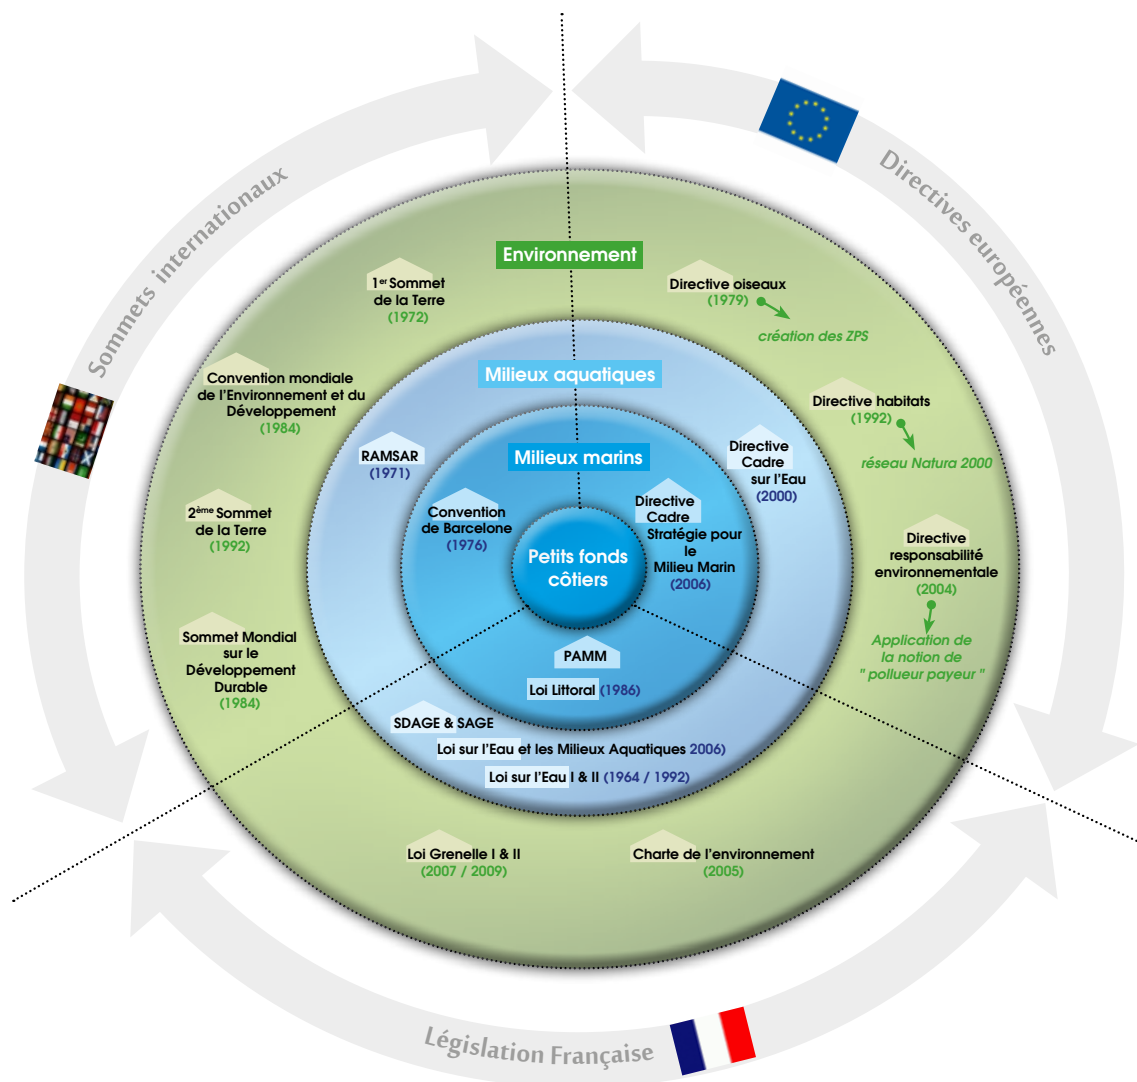 Sommets internationaux
Directives européennes
Environnement
1er Sommet
de la Terre
(1972)
Directive oiseaux
(1979)
création des ZPS
Milieux aquatiques
Convention mondiale
de l'Environnement et du
Développement
(1984)
Directive habitats
(1992)
réseau Natura 2000
RAMSAR
(1971)
Milieux marins
Directive
Cadre
sur l'Eau
(2000)
Convention
de Barcelone
(1976)
Directive
Cadre
Stratégie pour
le
Milieu Marin
(2006)
2ème Sommet
de la Terre
(1992)
Petits fonds
côtiers
Directive
responsabilité
environnementale
(2004)
Application de
la notion de
" pollueur payeur "
Sommet Mondial
sur le
Développement
Durable
(1984)
PAMM
Loi Littoral (1986)
SDAGE & SAGE
Loi sur l'Eau et les Milieux Aquatiques 2006)
Loi sur l'Eau I & II (1964 / 1992)
Loi Grenelle I & II
(2007 / 2009)
Charte de l'environnement
(2005)
Législation Française